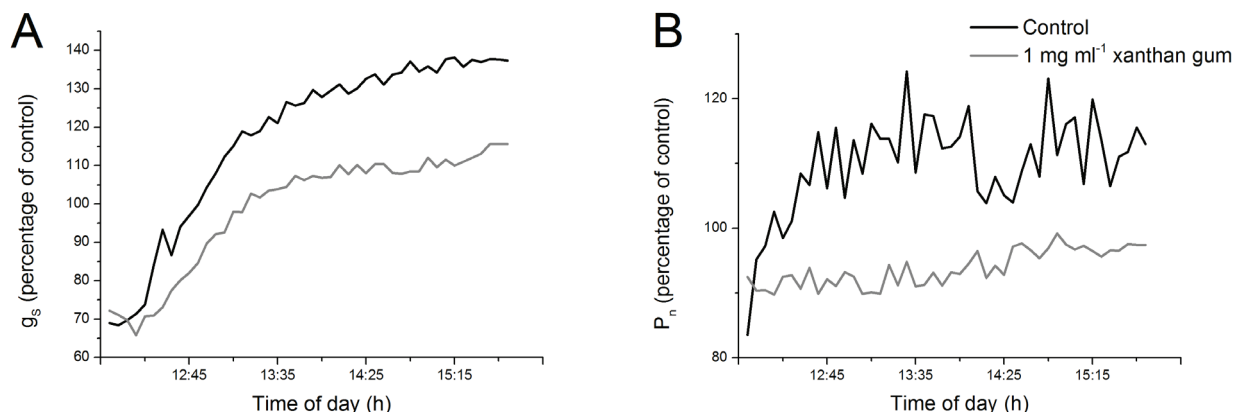 A
140
130
120
110
100
90
80
70
60
gs (percentage of control)
12:45 13:35 14:25 15:15
Time of day (h)
B
Control
1 mg ml-1 xanthan gum
120
100
80
Pn (percentage of control)
12:45 13:35 14:25 15:15
Time of day (h)